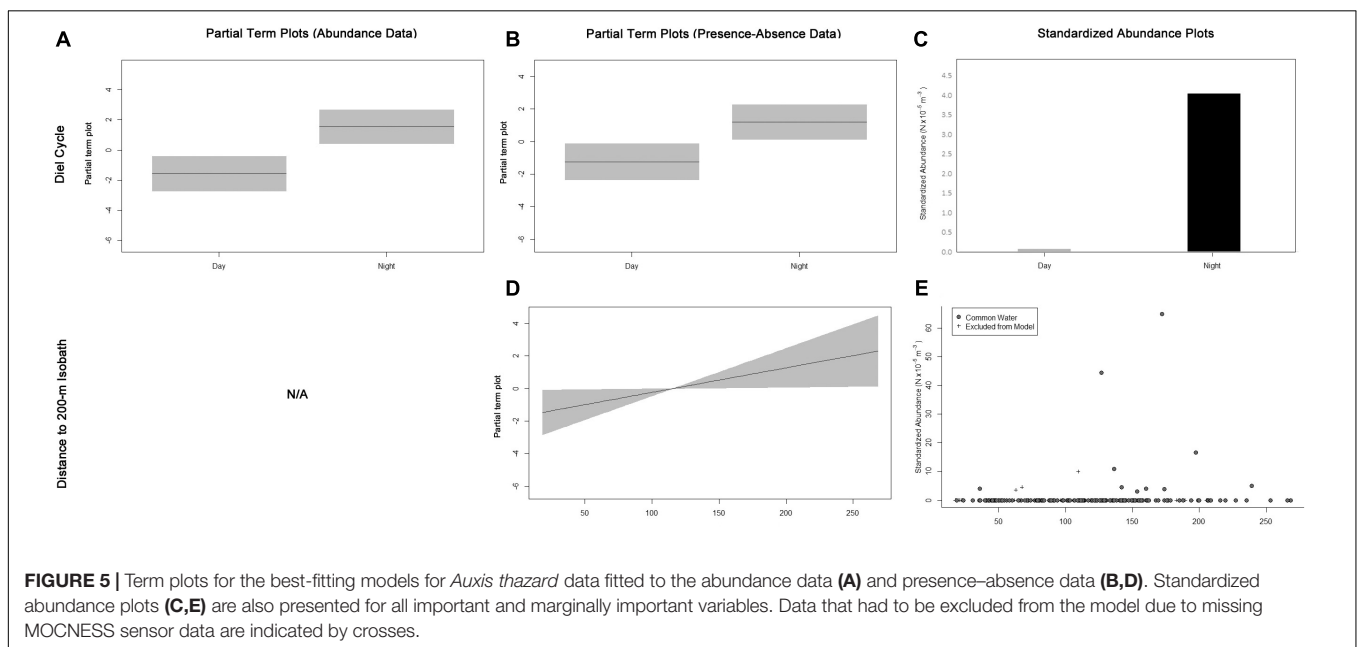 A Partial Term Plots (Abundance Data)
B Partial Term Plots (Presence-Absence Data)
C Standardized Abundance Plots
Diel Cycle
Partial term plot
4
2
0
-2
-4
-6
Day Night
Partial term plot
4
2
0
-2
-4
-6
Day Night
Standardized Abundance (N x10⁻⁵ m⁻³)
4.5
4.0
3.5
3.0
2.5
2.0
1.5
1.0
0.5
0.0
Day Night
Distance to 200-m Isobath
N/A
D
Partial term plot
4
2
0
-2
-4
-6
50 100 150 200 250
E
Standardized Abundance (N x10⁻⁵ m⁻³)
60
50
40
30
20
10
0
Common Water
Excluded from Model
50 100 150 200 250
FIGURE 5 | Term plots for the best-fitting models for Auxis thazard data fitted to the abundance data (A) and presence–absence data (B,D). Standardized
abundance plots (C,E) are also presented for all important and marginally important variables. Data that had to be excluded from the model due to missing
MOCNESS sensor data are indicated by crosses.